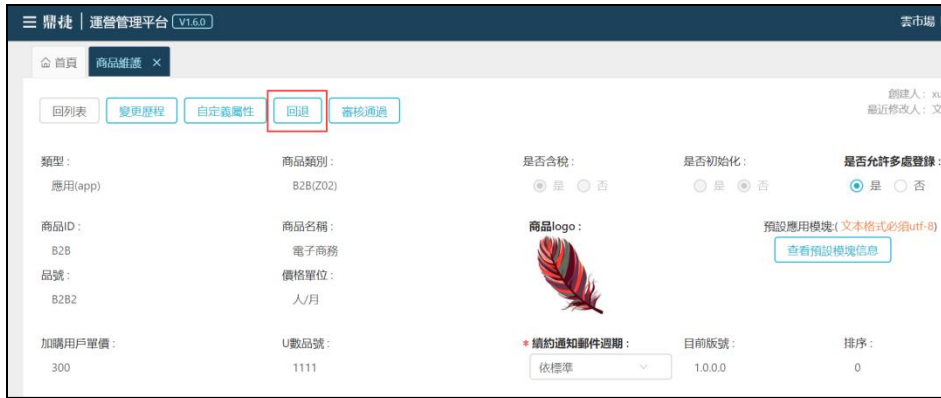 鼎捷 | 運營管理平台 V1.6.0 雲市場
首頁 商品維護 ×
回列表 變更歷程 自定義屬性 回退 審核通過
創建人: xu
最近修改人: 文
類型: 商品類別: 是否含稅: 是否初始化: 是否允許多處登錄:
應用(app) B2B(Z02) 是 否 是 否 是 否
商品ID: 商品名稱: 商品logo: 預設應用模塊:(文本格式必須utf-8)
B2B 電子商務 查看預設模塊信息
品號: 價格單位:
B2B2 人/月
加購用戶單價: U數品號: * 續約通知郵件週期: 目前版號: 排序:
300 1111 依標準 1.0.0.0 0